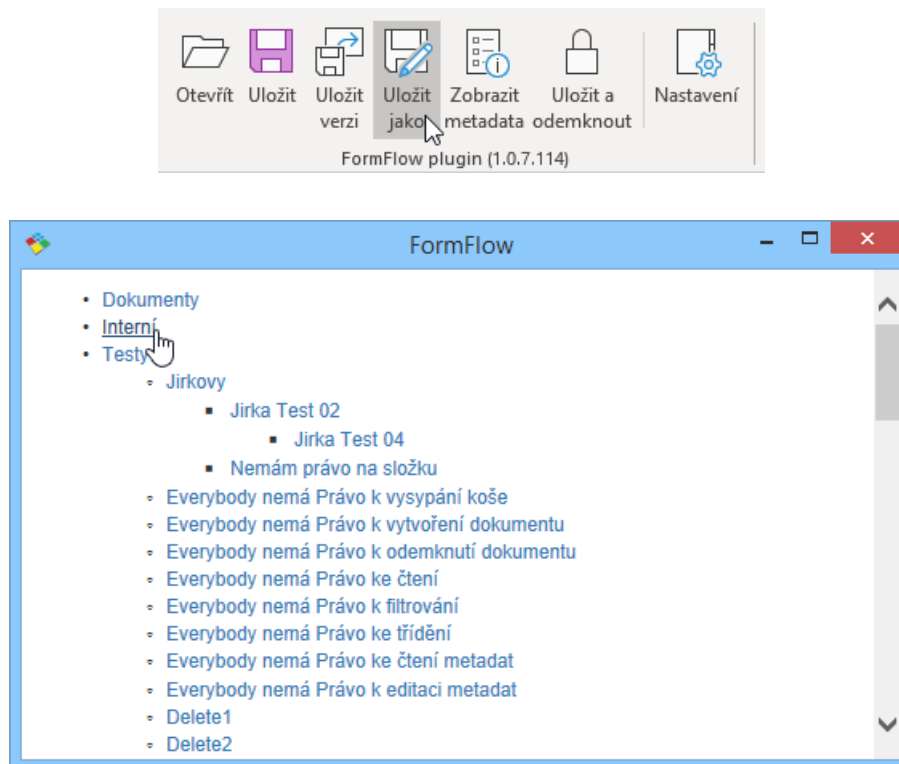 Otevřít Uložit Uložit Uložit Zobrazit Uložit a Nastavení
verzi jako metadata odemknout
FormFlow plugin (1.0.7.114)
FormFlow
Dokumenty
Interní
Testy
Jirkovy
Jirka Test 02
Jirka Test 04
Nemám právo na složku
Everybody nemá Právo k vysypání koše
Everybody nemá Právo k vytvoření dokumentu
Everybody nemá Právo k odemknutí dokumentu
Everybody nemá Právo ke čtení
Everybody nemá Právo k filtrování
Everybody nemá Právo ke třídění
Everybody nemá Právo ke čtení metadat
Everybody nemá Právo k editaci metadat
Delete1
Delete2